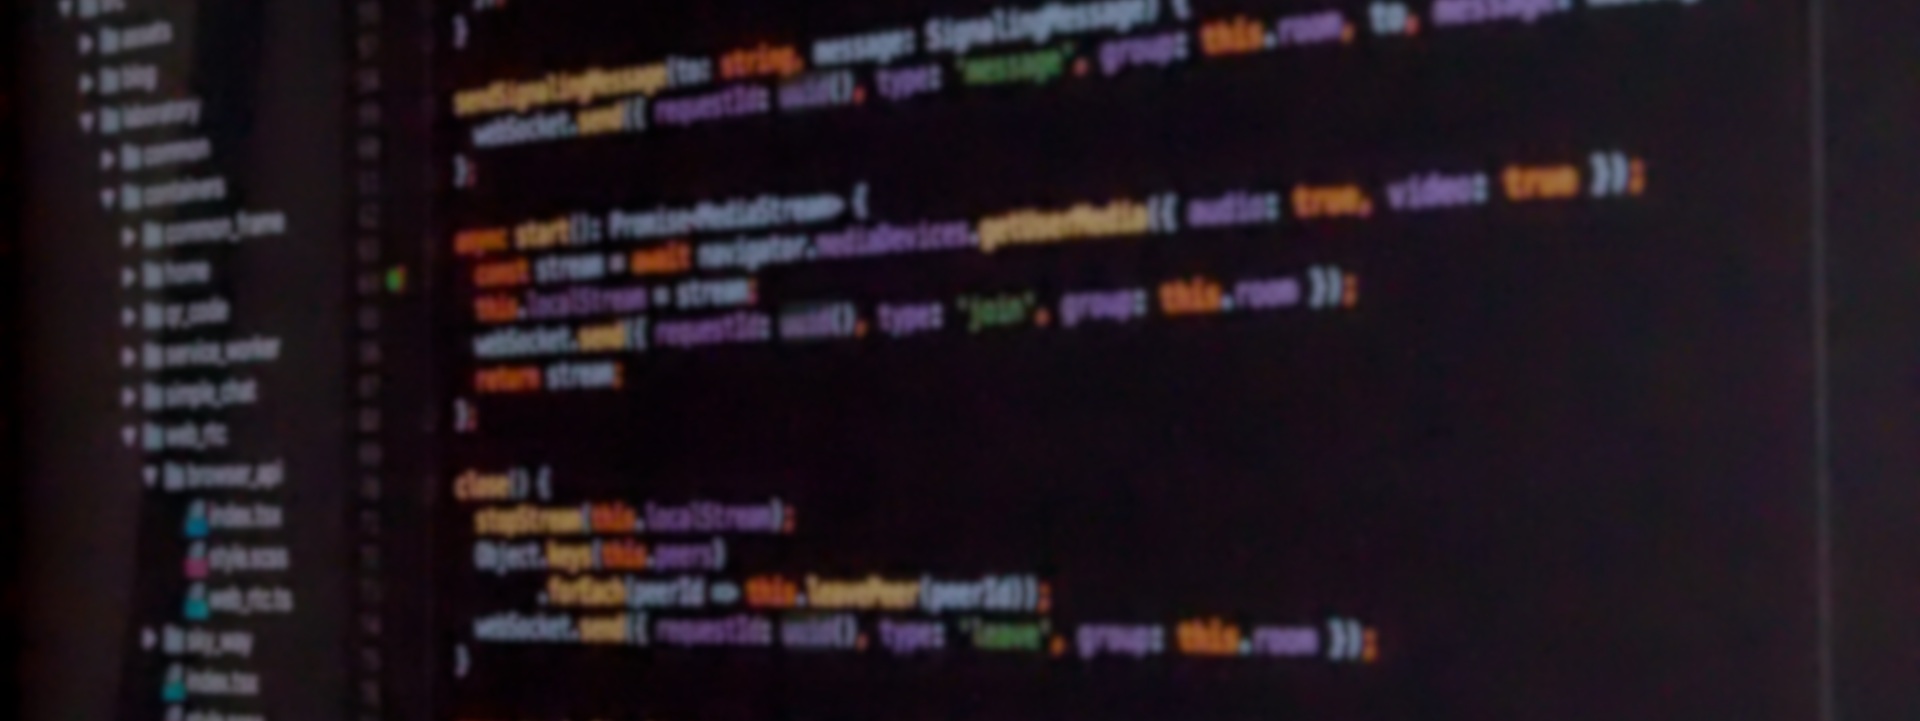 assets
blog
laboratory
common
containers
common_frame
home
qr_code
service_worker
simple_chat
web_rtc
browser_api
index.tsx
style.scss
web_rtc.ts
sky_way
index.tsx
}
sendSignalingMessage(to: string, message: SignalingMessage) {
webSocket.send({ requestId: uuid(), type: 'message', group: this.room, to, message:
};
async start(): Promise<MediaStream> {
const stream = await navigator.mediaDevices.getUserMedia({ audio: true, video: true });
this.localStream = stream;
webSocket.send({ requestId: uuid(), type: 'join', group: this.room });
return stream;
};
close() {
stopStream(this.localStream);
Object.keys(this.peers)
.forEach(peerId => this.leavePeer(peerId));
webSocket.send({ requestId: uuid(), type: 'leave', group: this.room });
}